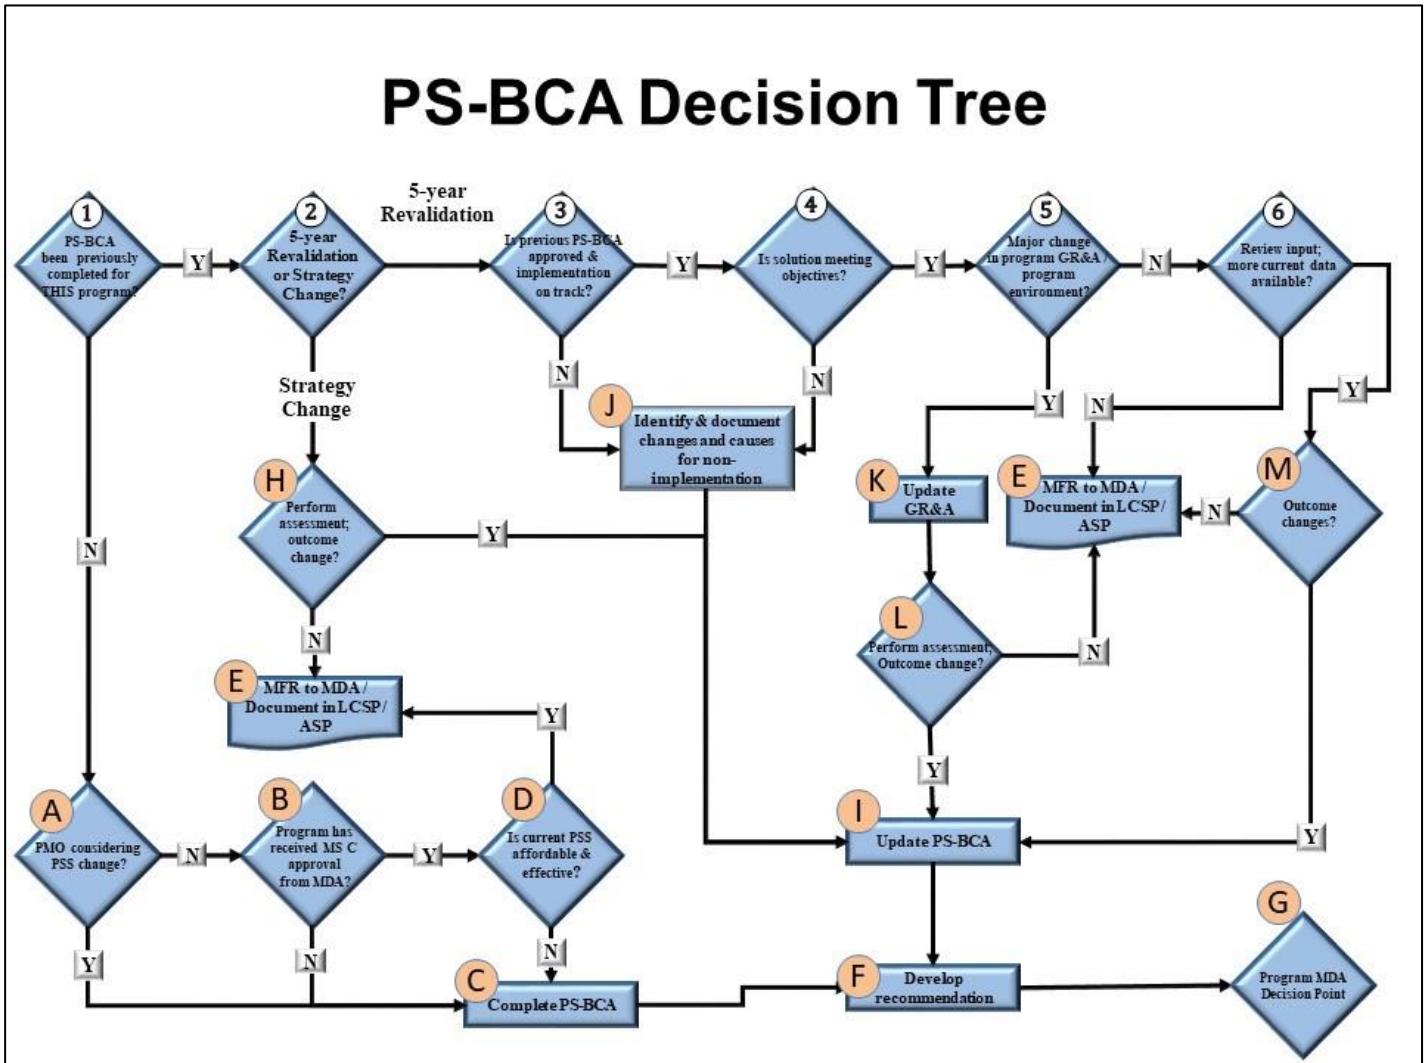 PS-BCA Decision Tree
1
PS-BCA
been previously
completed for
THIS program?
Y
2
5-year
Revalidation
or Strategy
Change?
5-year
Revalidation
3
Is previous PS-BCA
approved &
implementation
on track?
Y
4
Is solution meeting
objectives?
Y
5
Major change
in program GR&A /
program
environment?
N
6
Review input;
more current data
available?
Y
N
Strategy
Change
N
N
Y
N
J
Identify & document
changes and causes
for non-
implementation
H
Perform
assessment;
outcome
change?
Y
K
Update
GR&A
E
MFR to MDA /
Document in LCSP/
ASP
N
M
Outcome
changes?
N
N
L
Perform assessment;
Outcome change?
N
E
MFR to MDA /
Document in LCSP/
ASP
Y
Y
A
PMO considering
PSS change?
N
B
Program has
received MS C
approval
from MDA?
Y
D
Is current PSS
affordable &
effective?
I
Update PS-BCA
Y
Y
N
N
C
Complete PS-BCA
F
Develop
recommendation
G
Program MDA
Decision Point